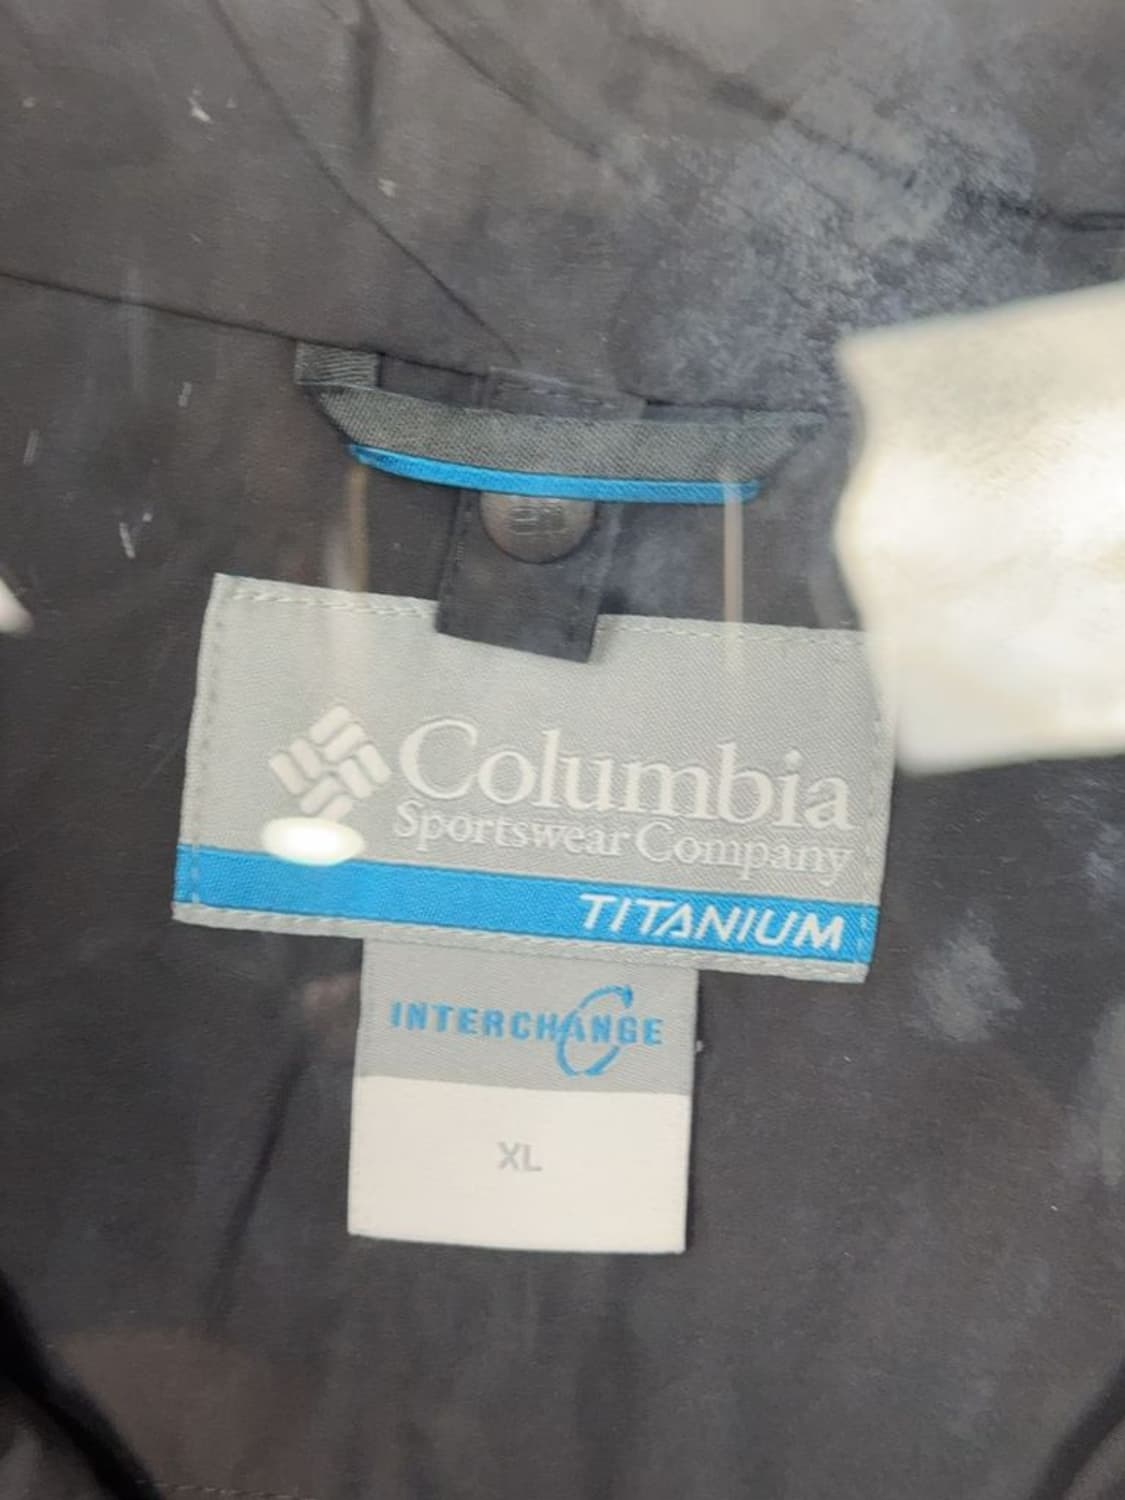 Columbia
Sportswear Company
TITANIUM
INTERCHANGE
XL